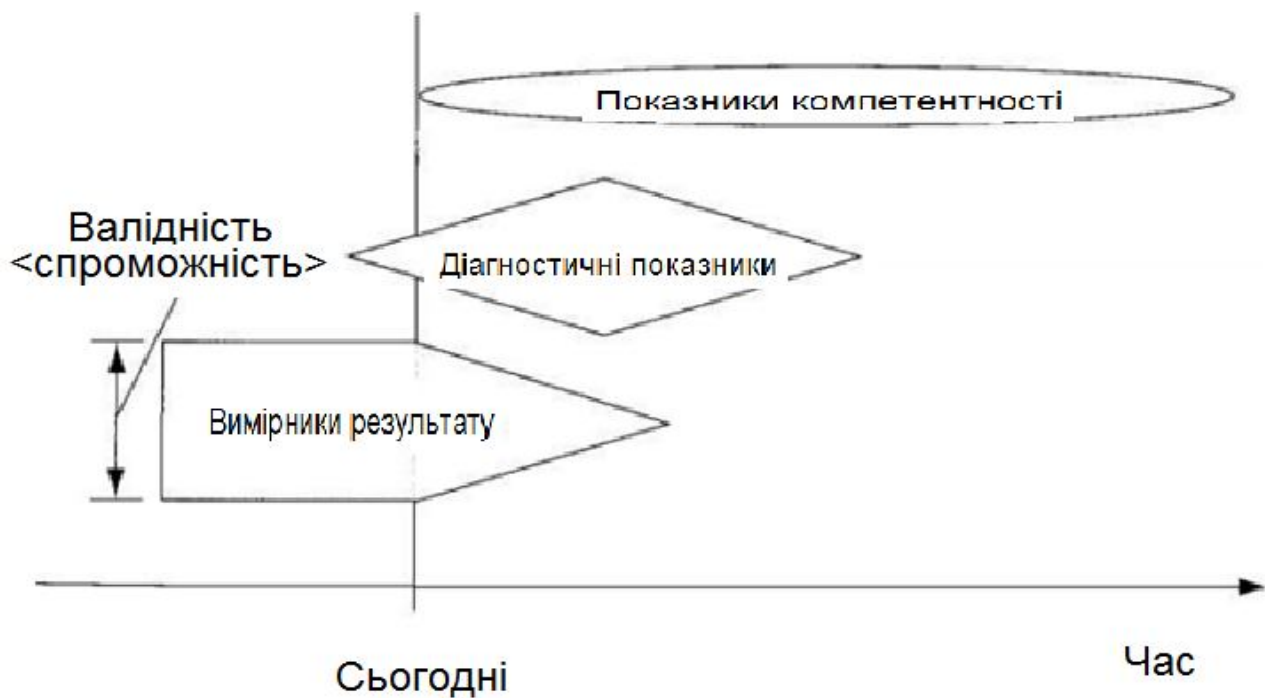 Показники компетентності
Валідність
<спроможність>
Діагностичні показники
Вимірники результату
Сьогодні
Час